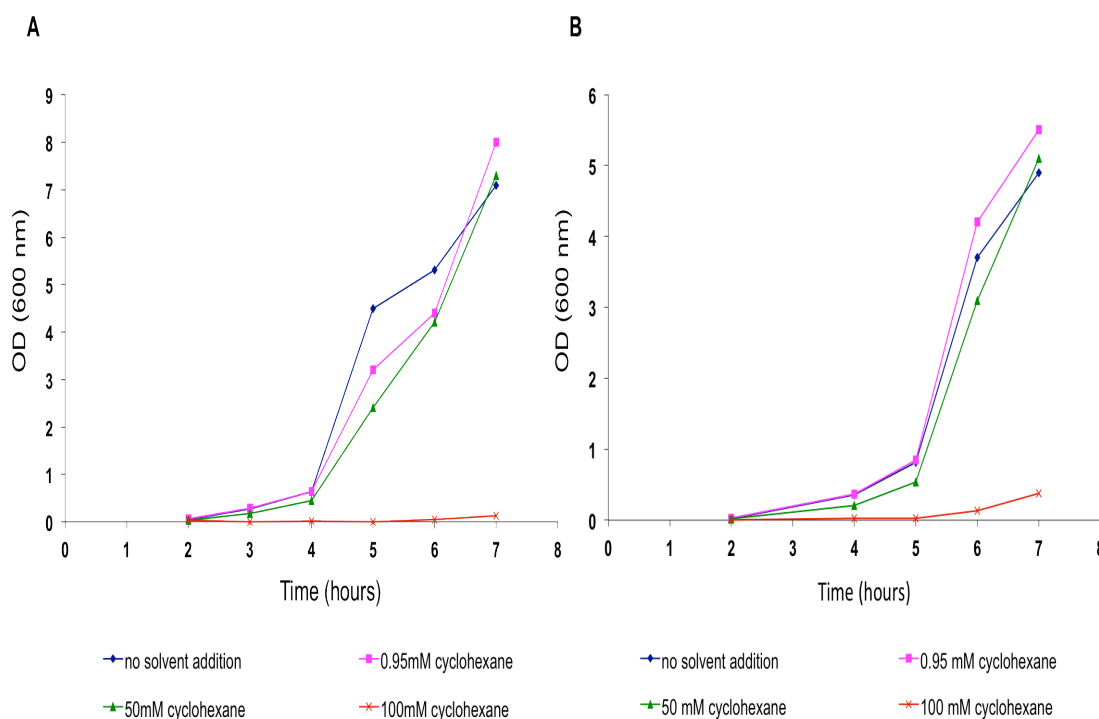 A
B
9
8
7
6
5
4
3
2
1
0
OD (600 nm)
0 1 2 3 4 5 6 7 8
Time (hours)
no solvent addition
0.95mM cyclohexane
50mM cyclohexane
100mM cyclohexane
6
5
4
3
2
1
0
OD (600 nm)
0 1 2 3 4 5 6 7 8
Time (hours)
no solvent addition
0.95 mM cyclohexane
50 mM cyclohexane
100 mM cyclohexane